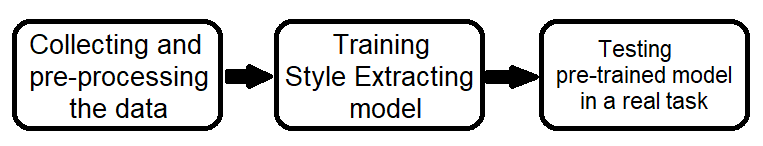 Collecting and
pre-processing
the data
Training
Style Extracting
model
Testing
pre-trained model
in a real task